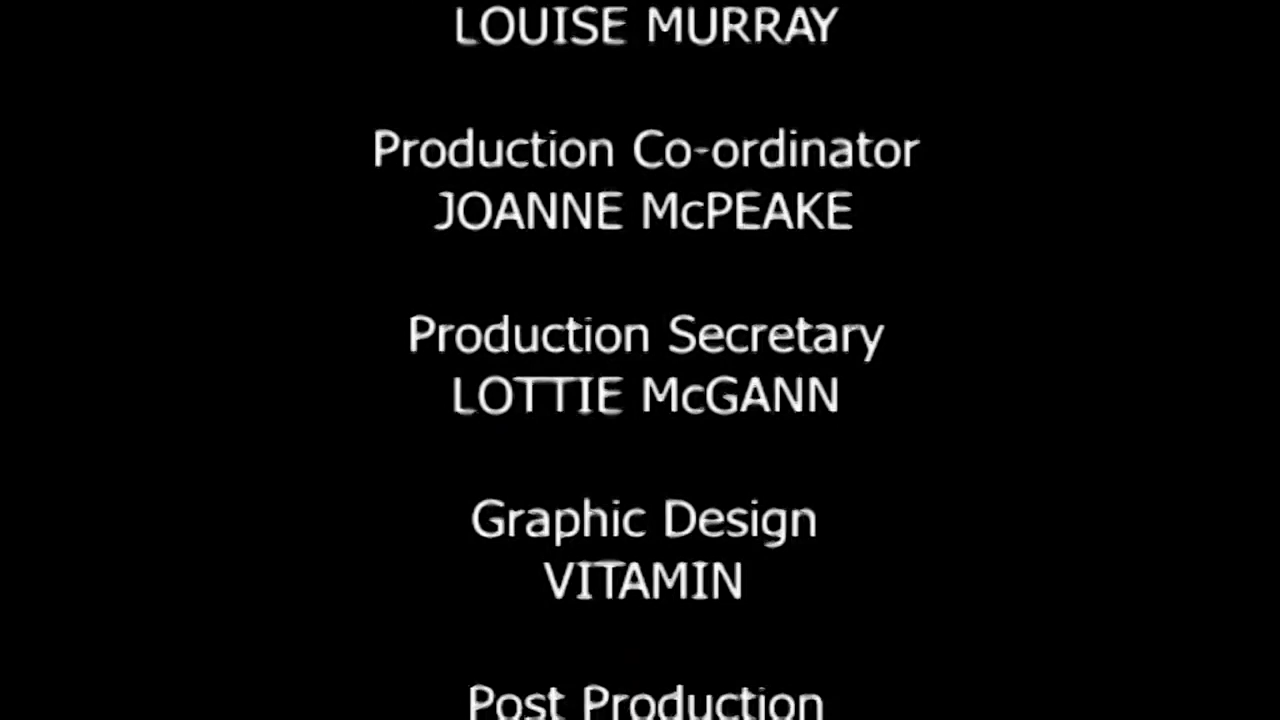 LOUISE MURRAY
Production Co-ordinator
JOANNE McPEAKE
Production Secretary
LOTTIE McGANN
Graphic Design
VITAMIN
Post Production